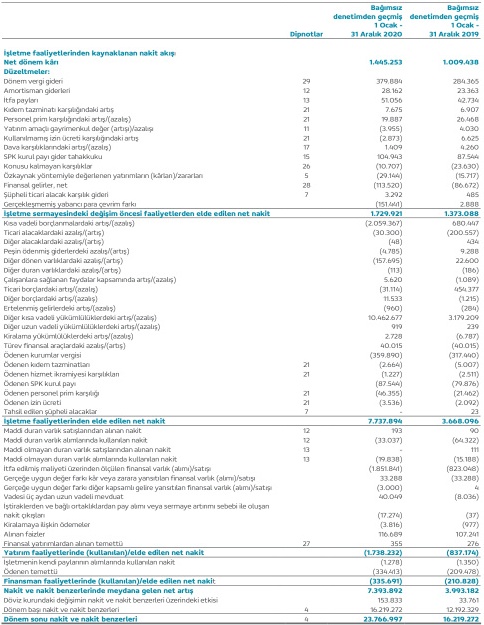 Bağımsız Bağımsız
denetimden geçmiş denetimden geçmiş
1 Ocak - 1 Ocak -
Dipnotlar 31 Aralık 2020 31 Aralık 2019
İşletme faaliyetlerinden kaynaklanan nakit akış:
Net dönem kârı 1.445.253 1.009.438
Düzeltmeler:
Dönem vergi gideri 29 379.884 284.365
Amortisman giderleri 12 28.162 23.363
İtfa payları 13 51.056 42.734
Kıdem tazminatı karşılığındaki artış 21 7.675 6.907
Personel prim karşılığındaki artış/(azalış) 21 19.887 26.468
Yatırım amaçlı gayrimenkul değer (artışı)/azalışı 11 (3.955) 4.030
Kullanılmamış izin ücreti karşılığındaki artış 21 (2.873) 6.625
Dava karşılıklarındaki artış/(azalış) 17 1.409 4.260
SPK kurul payı gider tahakkuku 15 104.943 87.544
Konusu kalmayan karşılıklar 26 (10.707) (23.630)
Özkaynak yöntemiyle değerlenen yatırımların (kârları)/zararları 5 (29.144) (15.717)
Finansal gelirler, net 28 (113.520) (86.672)
Şüpheli ticari alacak karşılık gideri 7 3.292 485
Gerçekleşmemiş yabancı para çevrim farkı (151.441) 2.888
İşletme sermayesindeki değişim öncesi faaliyetlerden elde edilen net nakit 1.729.921 1.373.088
Kısa vadeli borçlanmalardaki artış/(azalış) (2.059.367) 680.447
Ticari alacaklardaki azalış/(artış) (30.300) (200.557)
Diğer alacaklardaki azalış/(artış) (48) 434
Peşin ödenmiş giderlerdeki azalış/(artış) (4.785) 9.288
Diğer dönen varlıklardaki azalış/(artış) (157.695) 22.600
Diğer duran varlıklardaki azalış/(artış) (113) (186)
Çalışanlara sağlanan faydalar kapsamında artış/(azalış) 5.620 (1.089)
Ticari borçlardaki artış/(azalış) (31.114) 454.377
Diğer borçlardaki artış/(azalış) 11.533 (1.215)
Ertelenmiş gelirlerdeki artış/(azalış) (960) (284)
Diğer kısa vadeli yükümlülüklerdeki artış/(azalış) 10.462.677 3.179.209
Diğer uzun vadeli yükümlülüklerdeki artış/(azalış) 919 239
Kiralama yükümlülüklerdeki artış/(azalış) 2.728 (6.787)
Türev finansal araçlardaki azalış/(artış) 40.015 (40.015)
Ödenen kurumlar vergisi (359.890) (317.440)
Ödenen kıdem tazminatları 21 (2.664) (5.007)
Ödenen hizmet ikramiyesi karşılıkları 21 (1.227) (2.511)
Ödenen SPK kurul payı (87.544) (79.876)
Ödenen personel prim karşılığı 21 (46.355) (21.462)
Ödenen izin ücreti 21 (3.536) (2.092)
Tahsil edilen şüpheli alacaklar 7 - 23
İşletme faaliyetlerinden elde edilen net nakit 7.737.894 3.668.096
Maddi duran varlık satışlarından alınan nakit 12 193 90
Maddi duran varlık alımlarında kullanılan nakit 12 (33.037) (64.322)
Maddi olmayan duran varlık satışlarından alınan nakit 13 - 111
Maddi olmayan duran varlık alımlarında kullanılan nakit 13 (19.838) (15.188)
İtfa edilmiş maliyeti üzerinden ölçülen finansal varlık (alımı)/satışı (1.851.841) (823.048)
Gerçeğe uygun değer farkı kâr veya zarara yansıtılan finansal varlık (alımı)/satışı 33.288 (33.288)
Gerçeğe uygun değer farkı diğer kapsamlı gelire yansıtılan finansal varlık (alımı)/satışı (3.000) 4
Vadesi üç aydan uzun vadeli mevduat 40.049 (8.036)
İştiraklerden ve bağlı ortaklıklardan pay alımı veya sermaye artırımı sebebi ile oluşan
nakit çıkışları (17.274) (37)
Kiralamaya ilişkin ödemeler (3.816) (977)
Alınan faizler 116.689 107.241
Finansal yatırımlardan alınan temettü 27 355 276
Yatırım faaliyetlerinde (kullanılan)/elde edilen net nakit (1.738.232) (837.174)
İşletmenin kendi paylarının alımlarında kullanılan nakit (1.278) (1.350)
Ödenen temettü (334.413) (209.478)
Finansman faaliyetlerinde (kullanılan)/elde edilen net nakit (335.691) (210.828)
Nakit ve nakit benzerlerinde meydana gelen net artış 7.393.892 3.993.182
Döviz kurundaki değişimin nakit ve nakit benzerleri üzerindeki etkisi 153.833 33.761
Dönem başı nakit ve nakit benzerleri 4 16.219.272 12.192.329
Dönem sonu nakit ve nakit benzerleri 4 23.766.997 16.219.272